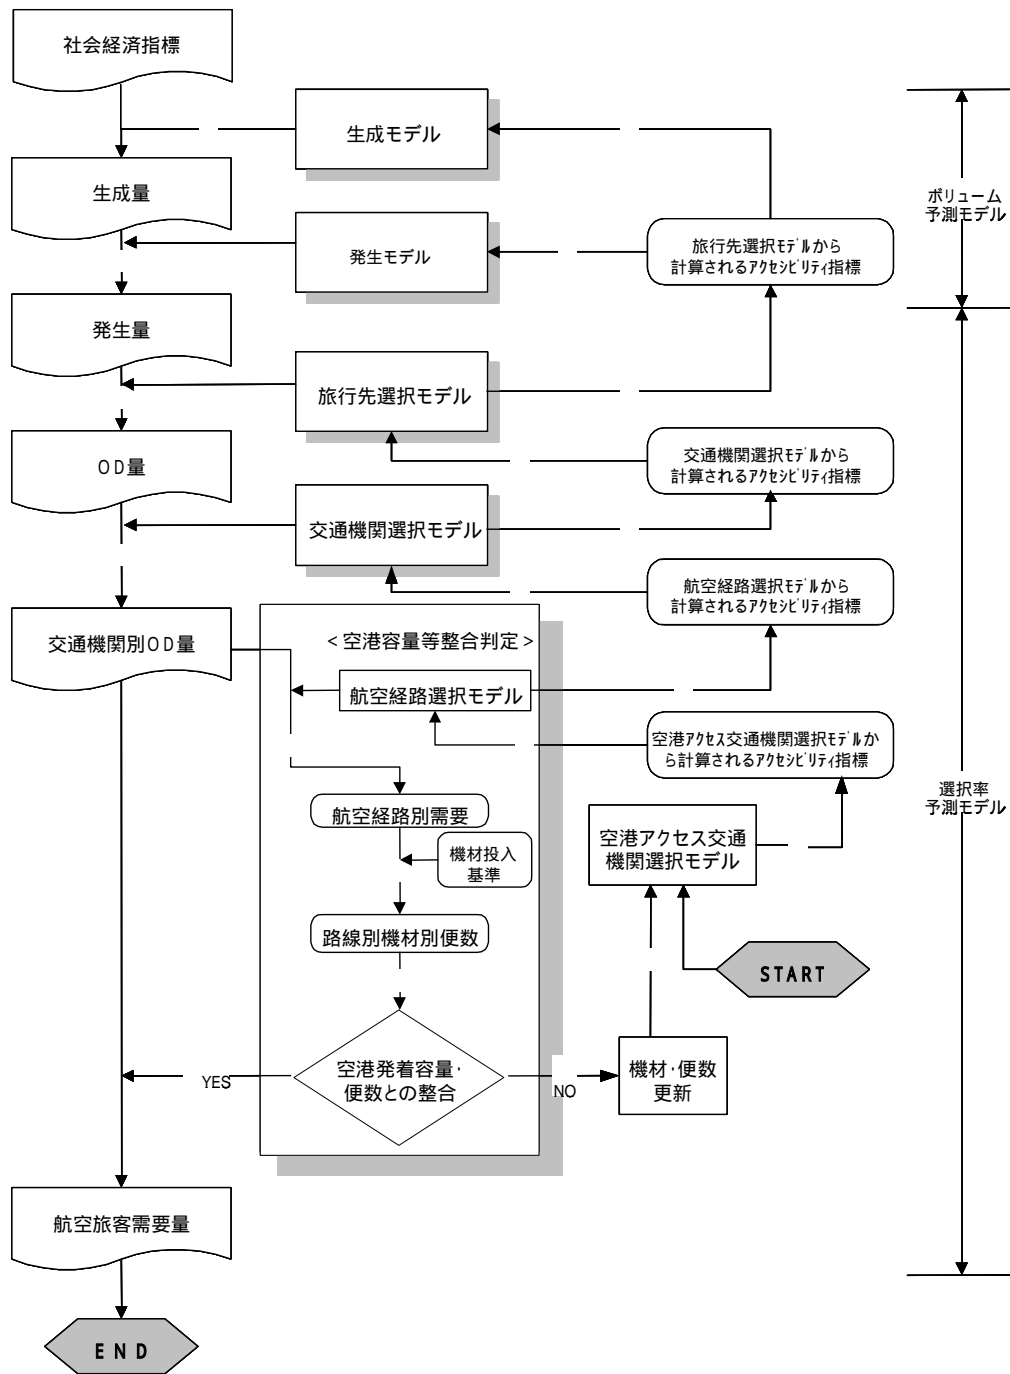 社会経済指標
生成モデル
生成量
ボリューム
予測モデル
発生モデル
旅行先選択モデルから
計算されるｱｸｾｼﾋﾞﾘﾃｨ指標
発生量
旅行先選択モデル
OD量
交通機関選択ﾓﾃﾞﾙから
計算されるｱｸｾｼﾋﾞﾘﾃｨ指標
交通機関選択モデル
航空経路選択ﾓﾃﾞﾙから
計算されるｱｸｾｼﾋﾞﾘﾃｨ指標
交通機関別OD量
<空港容量等整合判定>
航空経路選択モデル
空港ｱｸｾｽ交通機関選択ﾓﾃﾞﾙか
ら計算されるｱｸｾｼﾋﾞﾘﾃｨ指標
選択率
予測モデル
航空経路別需要
空港アクセス交通
機関選択モデル
機材投入
基準
路線別機材別便数
START
空港発着容量・
便数との整合
YES
NO
機材・便数
更新
航空旅客需要量
END